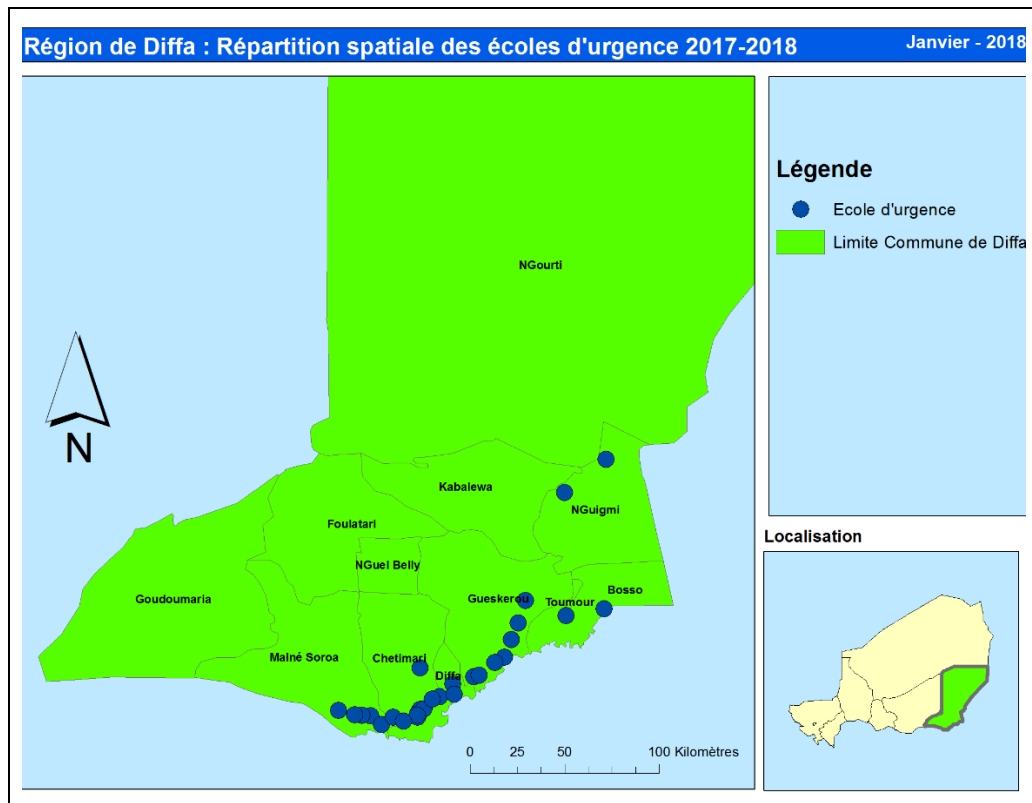 Région de Diffa : Répartition spatiale des écoles d'urgence 2017-2018
Janvier - 2018
Légende
Ecole d'urgence
Limite Commune de Diffa
NGourti
N
Kabalewa
NGuigmi
Foulatari
NGuel Belly
Goudoumaria
Gueskerou
Toumour
Bosso
Mainé Soroa
Chetimari
Diffa
0 25 50 100 Kilomètres
Localisation